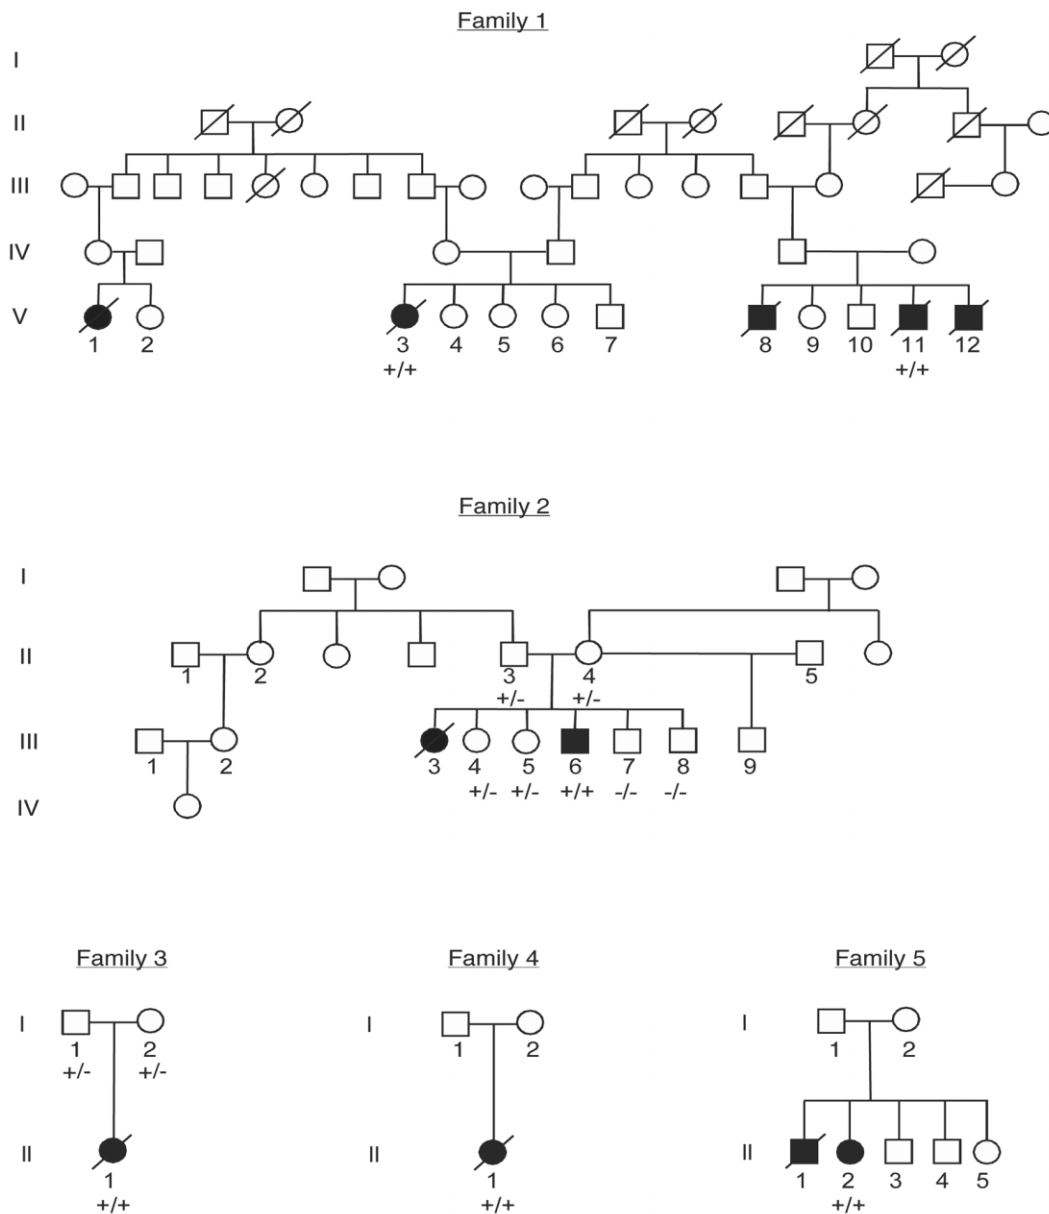 Family 1
I
II
III
IV
V
1 2 3 4 5 6 7 8 9 10 11 12
+/+ +/+
Family 2
I
II
1 2 3 4 5
+/- +/-
III
1 2 3 4 5 6 7 8 9
+/- +/- +/+ -/- -/-
IV
Family 3 Family 4 Family 5
I I I
1 2 1 2 1 2
+/- +/-
II II II
1 1 1 2 3 4 5
+/+ +/+ +/+